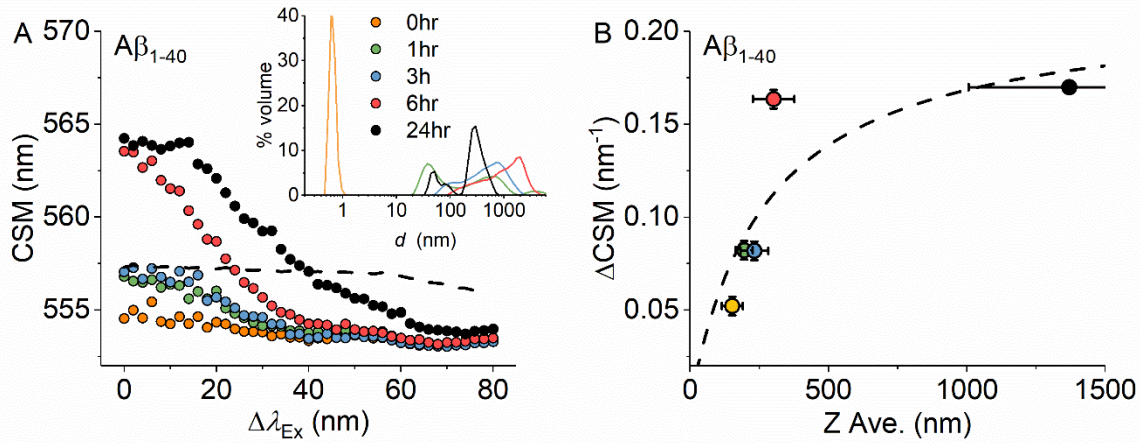 A
Aβ1-40
CSM (nm)
570
565
560
555
0
20
40
60
80
ΔλEx (nm)
0hr
1hr
3h
6hr
24hr
% volume
40
30
20
10
0
1
10
100
1000
d (nm)
B
Aβ1-40
ΔCSM (nm-1)
0.20
0.15
0.10
0.05
0
250
500
750
1000
1500
Z Ave. (nm)